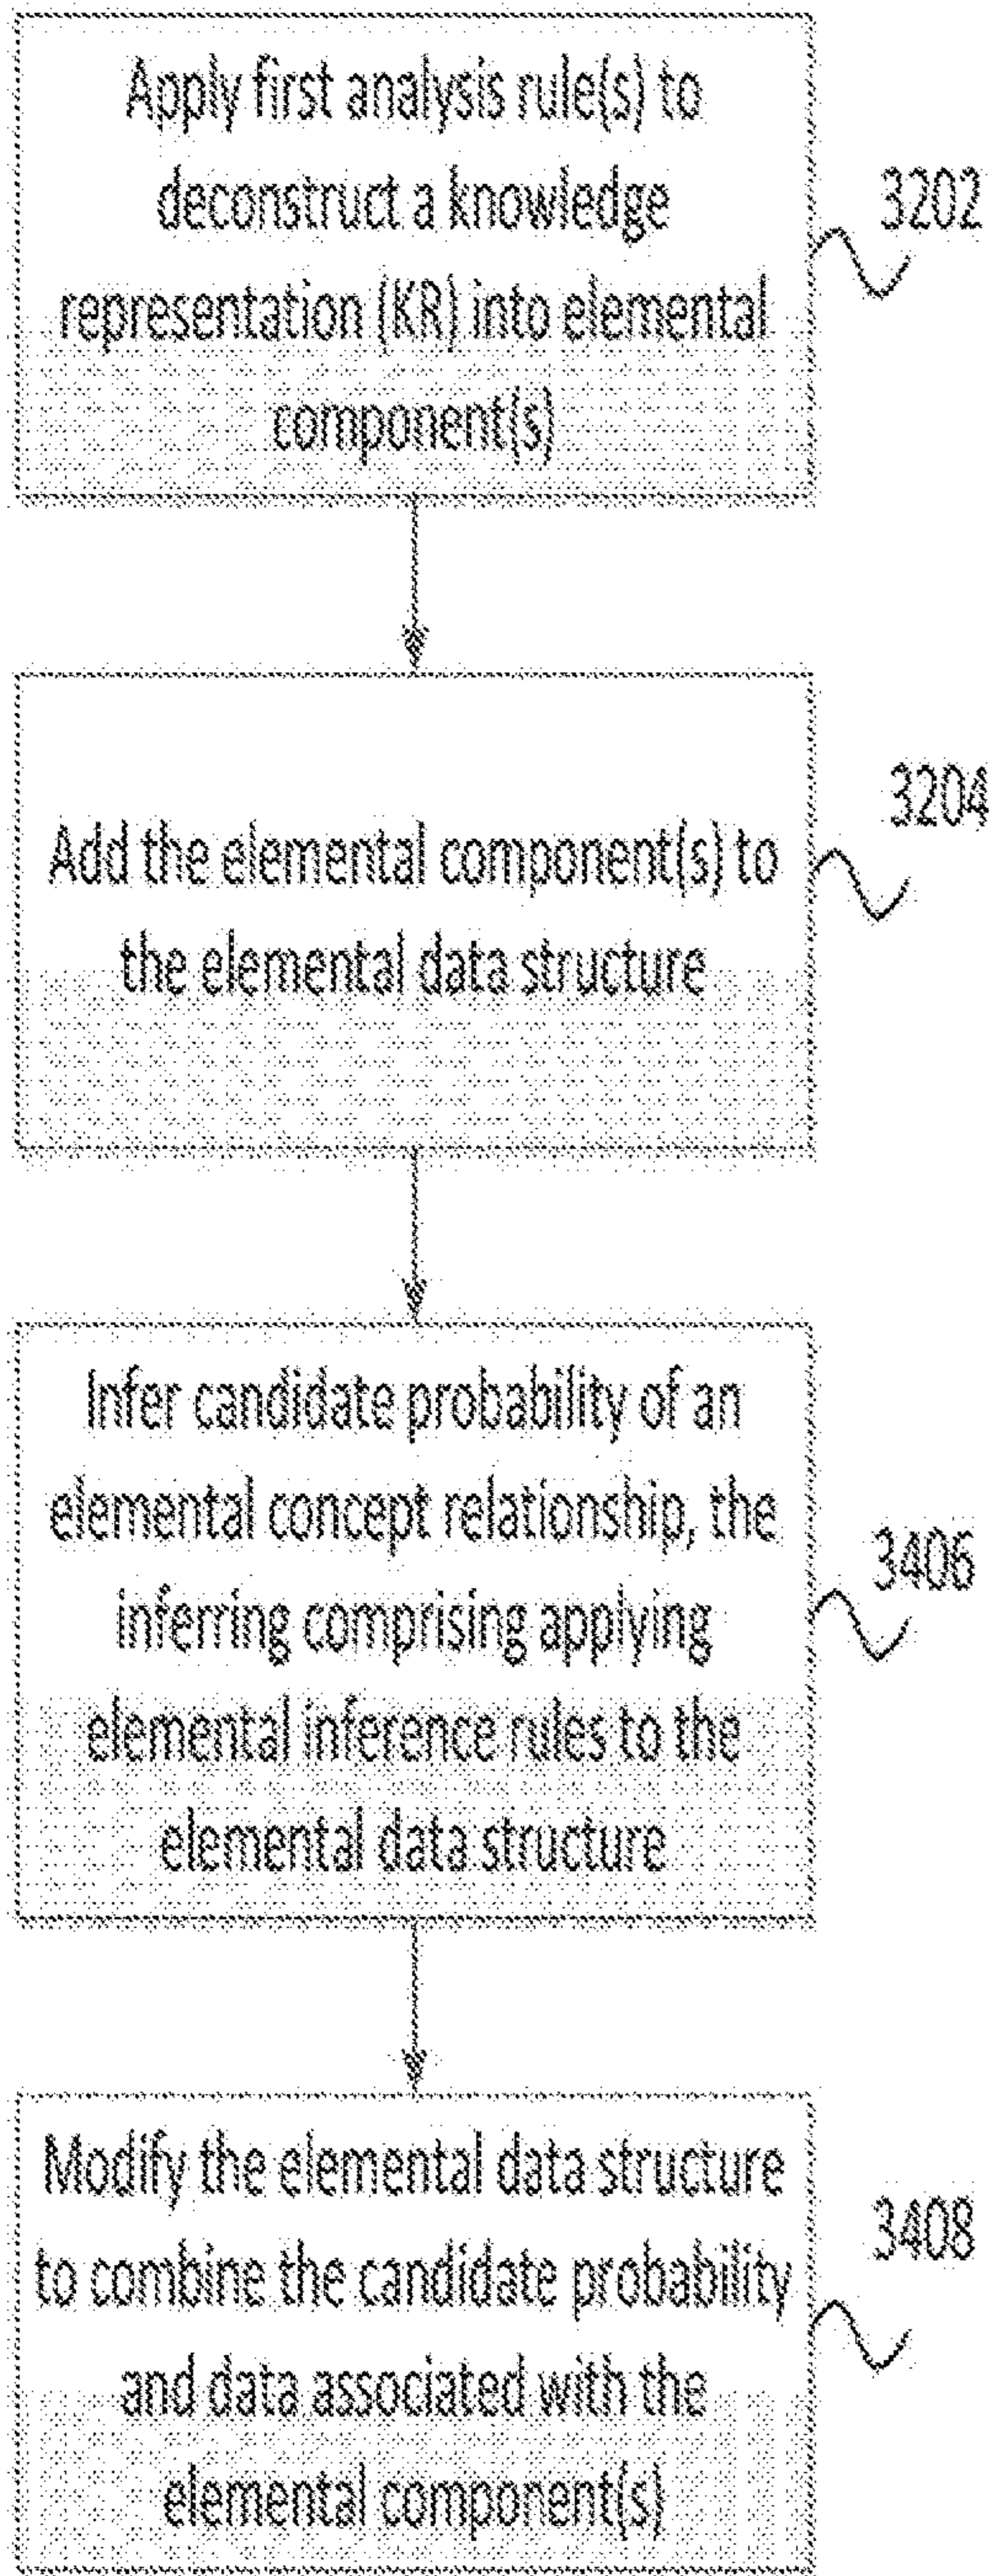 Apply first analysis rule(s) to
deconstruct a knowledge
representation (KR) into elemental
component(s)
3202
Add the elemental component(s) to
the elemental data structure
3204
Infer candidate probability of an
elemental concept relationship, the
inferring comprising applying
elemental inference rules to the
elemental data structure
3406
Modify the elemental data structure
to combine the candidate probability
and data associated with the
elemental component(s)
3408